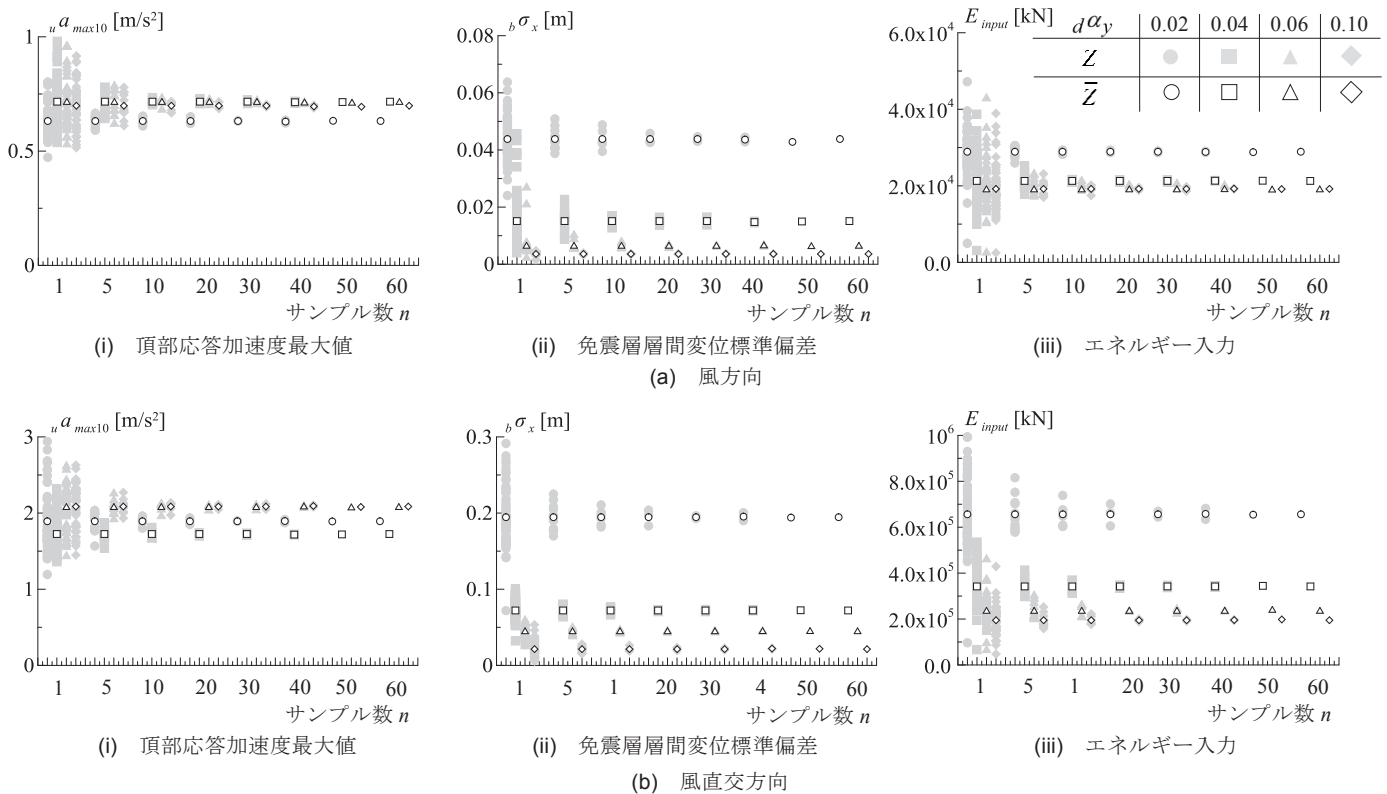 u a max10 [m/s²]
1
0.5
0
1 5 10 20 30 40 50 60
サンプル数 n
(i) 頂部応答加速度最大値
b σ x [m]
0.08
0.06
0.04
0.02
0
1 5 10 20 30 40 50 60
サンプル数 n
(ii) 免震層層間変位標準偏差
E input [kN]
6.0x10⁴
4.0x10⁴
2.0x10⁴
0.0
1 5 10 20 30 40 50 60
サンプル数 n
(iii) エネルギー入力
d α y 0.02 0.04 0.06 0.10
Z
Z̄
(a) 風方向
u a max10 [m/s²]
3
2
1
0
1 5 10 20 30 40 50 60
サンプル数 n
(i) 頂部応答加速度最大値
b σ x [m]
0.3
0.2
0.1
0
1 5 1 20 30 4 50 60
サンプル数 n
(ii) 免震層層間変位標準偏差
E input [kN]
10⁶
8.0x10⁵
6.0x10⁵
4.0x10⁵
2.0x10⁵
0.0
1 5 1 20 30 40 50 60
サンプル数 n
(iii) エネルギー入力
(b) 風直交方向